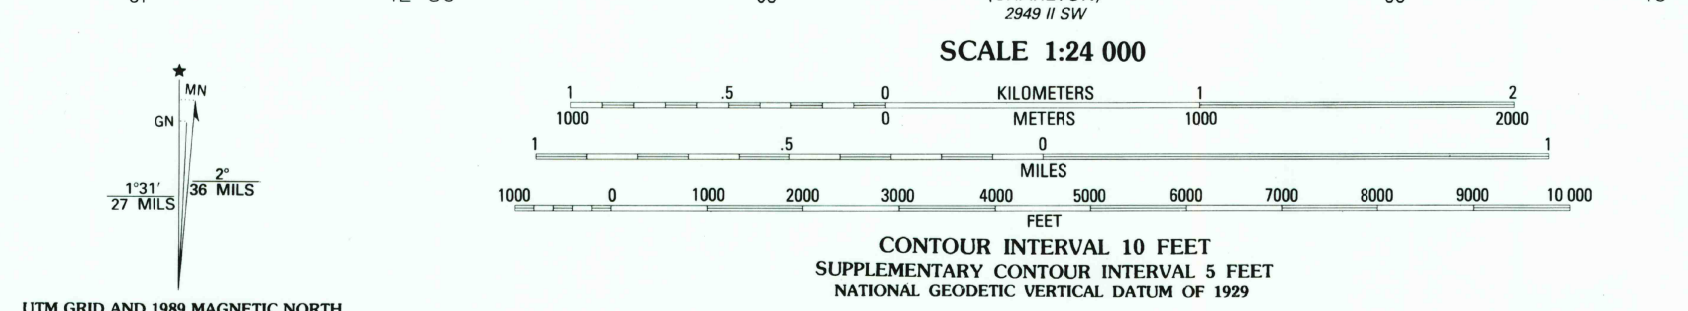 2949 II SW
SCALE 1:24 000
★
MN
GN
1°31′
27 MILS
2°
36 MILS
1 .5 0 KILOMETERS 1 2
1000 0 METERS 1000 2000
1 .5 0 1
MILES
1000 0 1000 2000 3000 4000 5000 6000 7000 8000 9000 10 000
FEET
CONTOUR INTERVAL 10 FEET
SUPPLEMENTARY CONTOUR INTERVAL 5 FEET
NATIONAL GEODETIC VERTICAL DATUM OF 1929
UTM GRID AND 1989 MAGNETIC NORTH